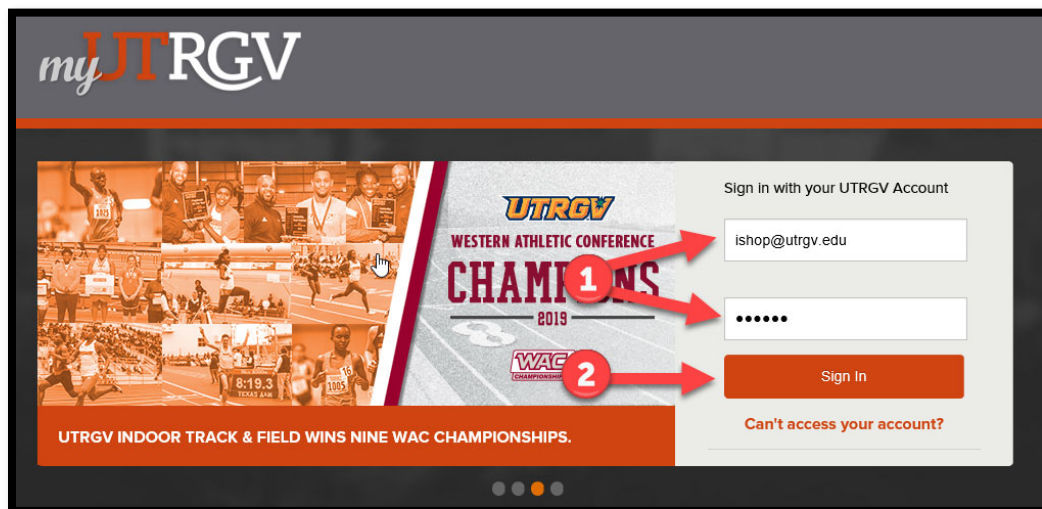 myUTRGV
Sign in with your UTRGV Account
UTRGV
ishop@utrgv.edu
WESTERN ATHLETIC CONFERENCE
1
2019
••••••
WAC
CHAMPIONSHIPS
2
Sign In
8:19.3
TEXAS A&M
1005
16
1025
Can't access your account?
UTRGV INDOOR TRACK & FIELD WINS NINE WAC CHAMPIONSHIPS.